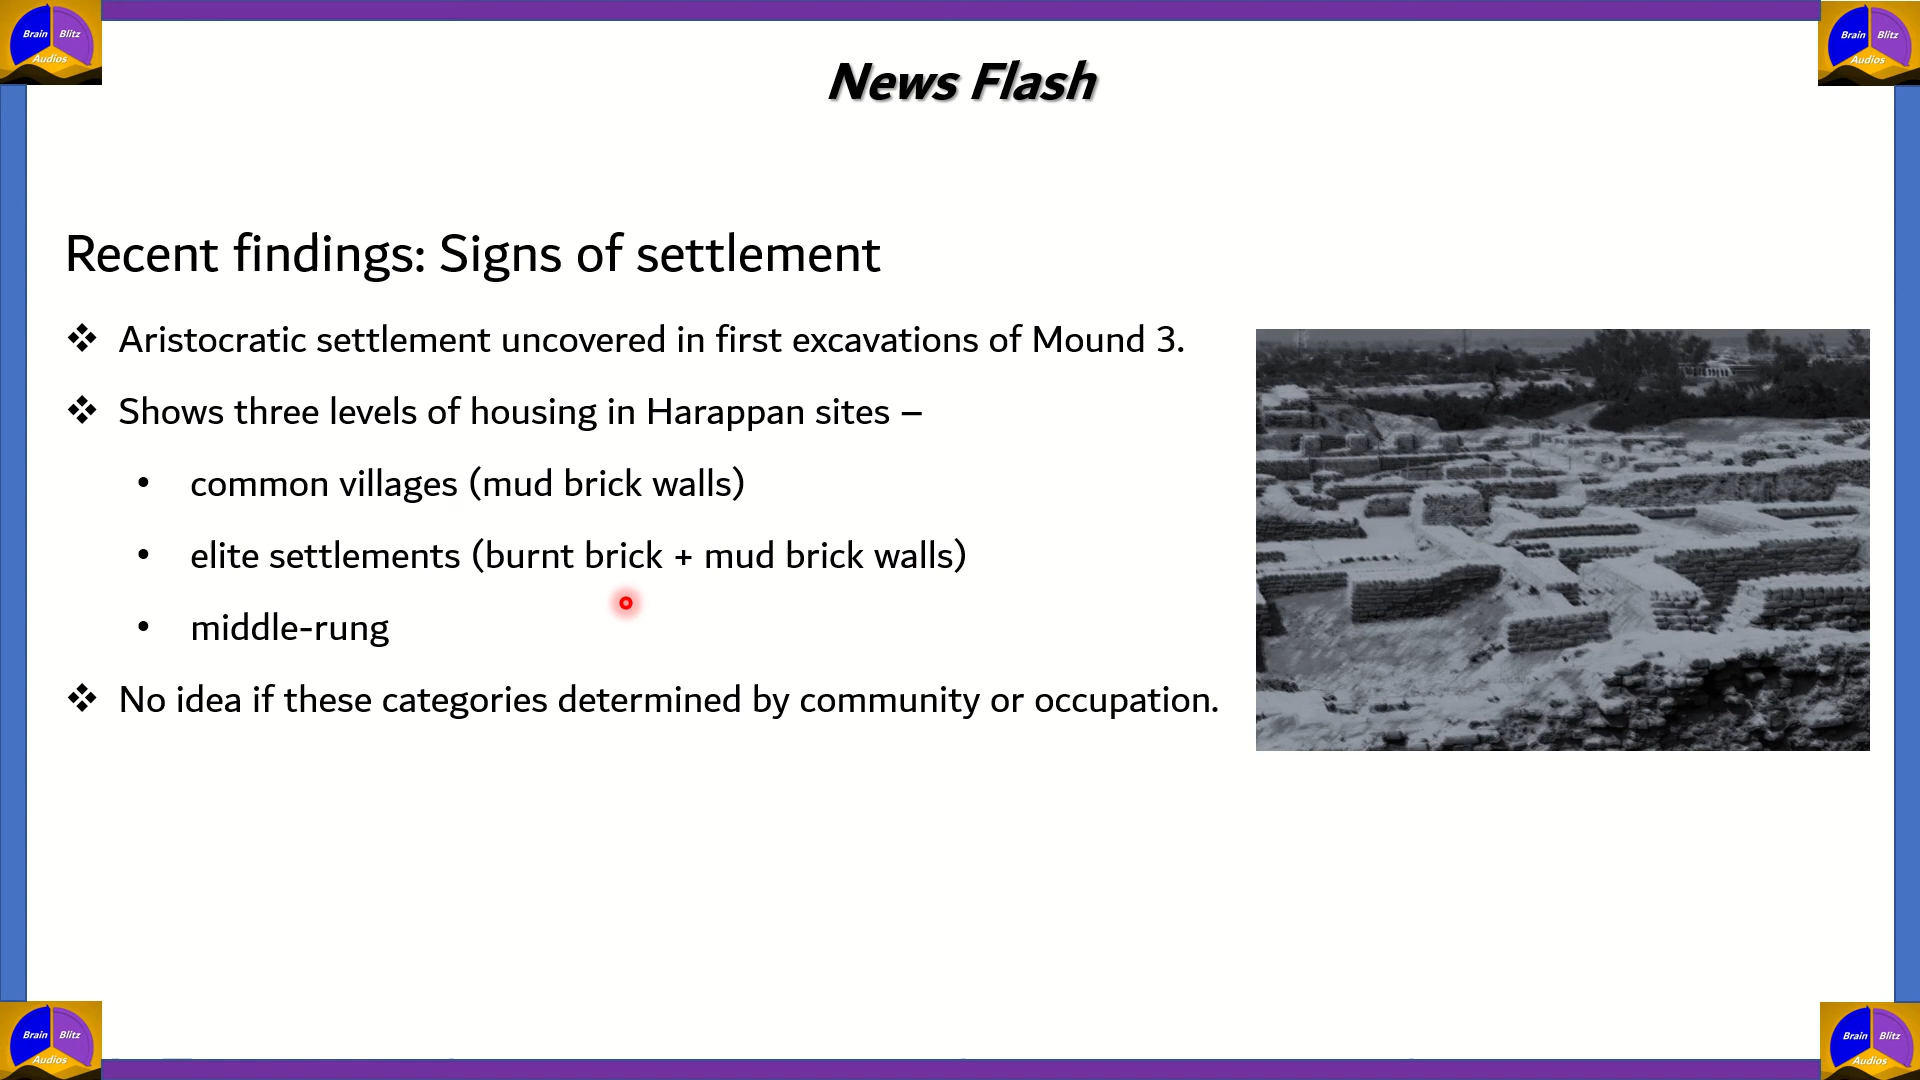 Brain Blitz
Audios
Brain Blitz
Audios
News Flash
Recent findings: Signs of settlement
❖ Aristocratic settlement uncovered in first excavations of Mound 3.
❖ Shows three levels of housing in Harappan sites –
• common villages (mud brick walls)
• elite settlements (burnt brick + mud brick walls)
• middle-rung
❖ No idea if these categories determined by community or occupation.
Brain Blitz
Audios
Brain Blitz
Audios